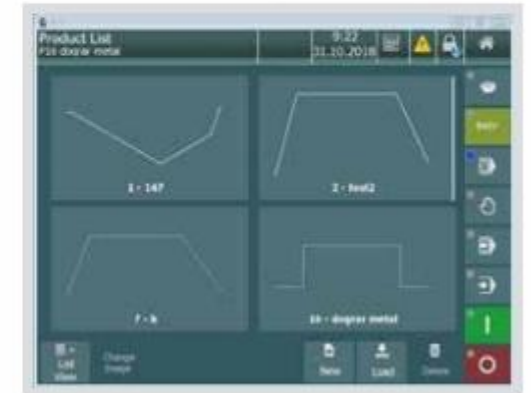 Product List
P16 dograr metal
9:22
31.10.2018
1 - 147
2 - test2
7 - k
16 - dograr metal
List
View
Change
Image
New
Load
Delete